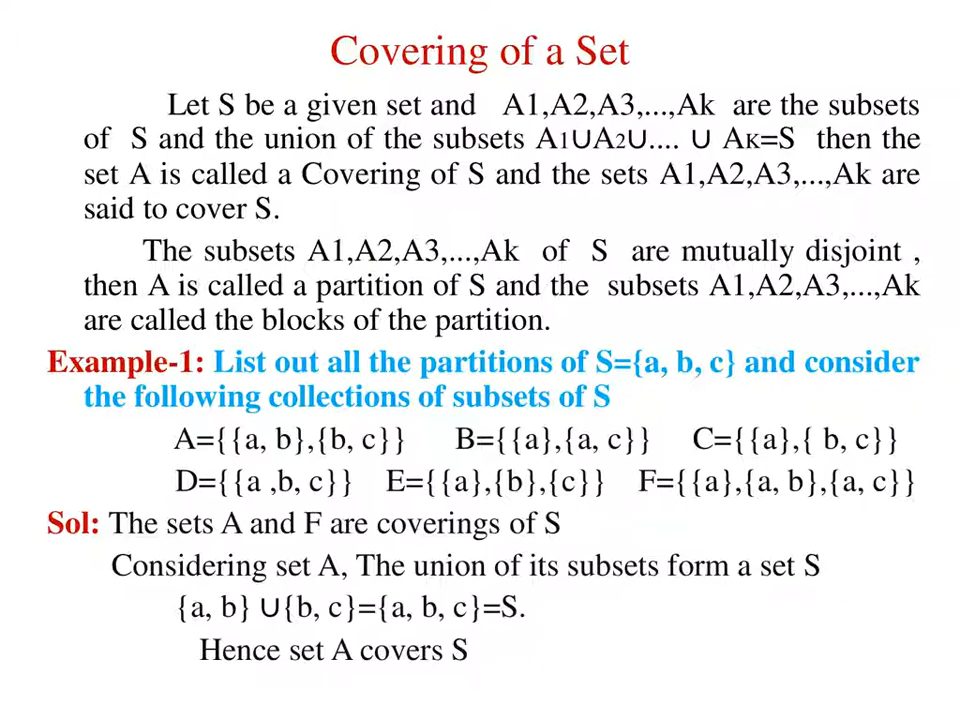 Covering of a Set
Let S be a given set and A1,A2,A3,...,Ak are the subsets
of S and the union of the subsets A1∪A2∪.... ∪ AK=S then the
set A is called a Covering of S and the sets A1,A2,A3,...,Ak are
said to cover S.
The subsets A1,A2,A3,...,Ak of S are mutually disjoint ,
then A is called a partition of S and the subsets A1,A2,A3,...,Ak
are called the blocks of the partition.
Example-1: List out all the partitions of S={a, b, c} and consider
the following collections of subsets of S
A={{a, b},{b, c}} B={{a},{a, c}} C={{a},{ b, c}}
D={{a ,b, c}} E={{a},{b},{c}} F={{a},{a, b},{a, c}}
Sol: The sets A and F are coverings of S
Considering set A, The union of its subsets form a set S
{a, b} ∪{b, c}={a, b, c}=S.
Hence set A covers S